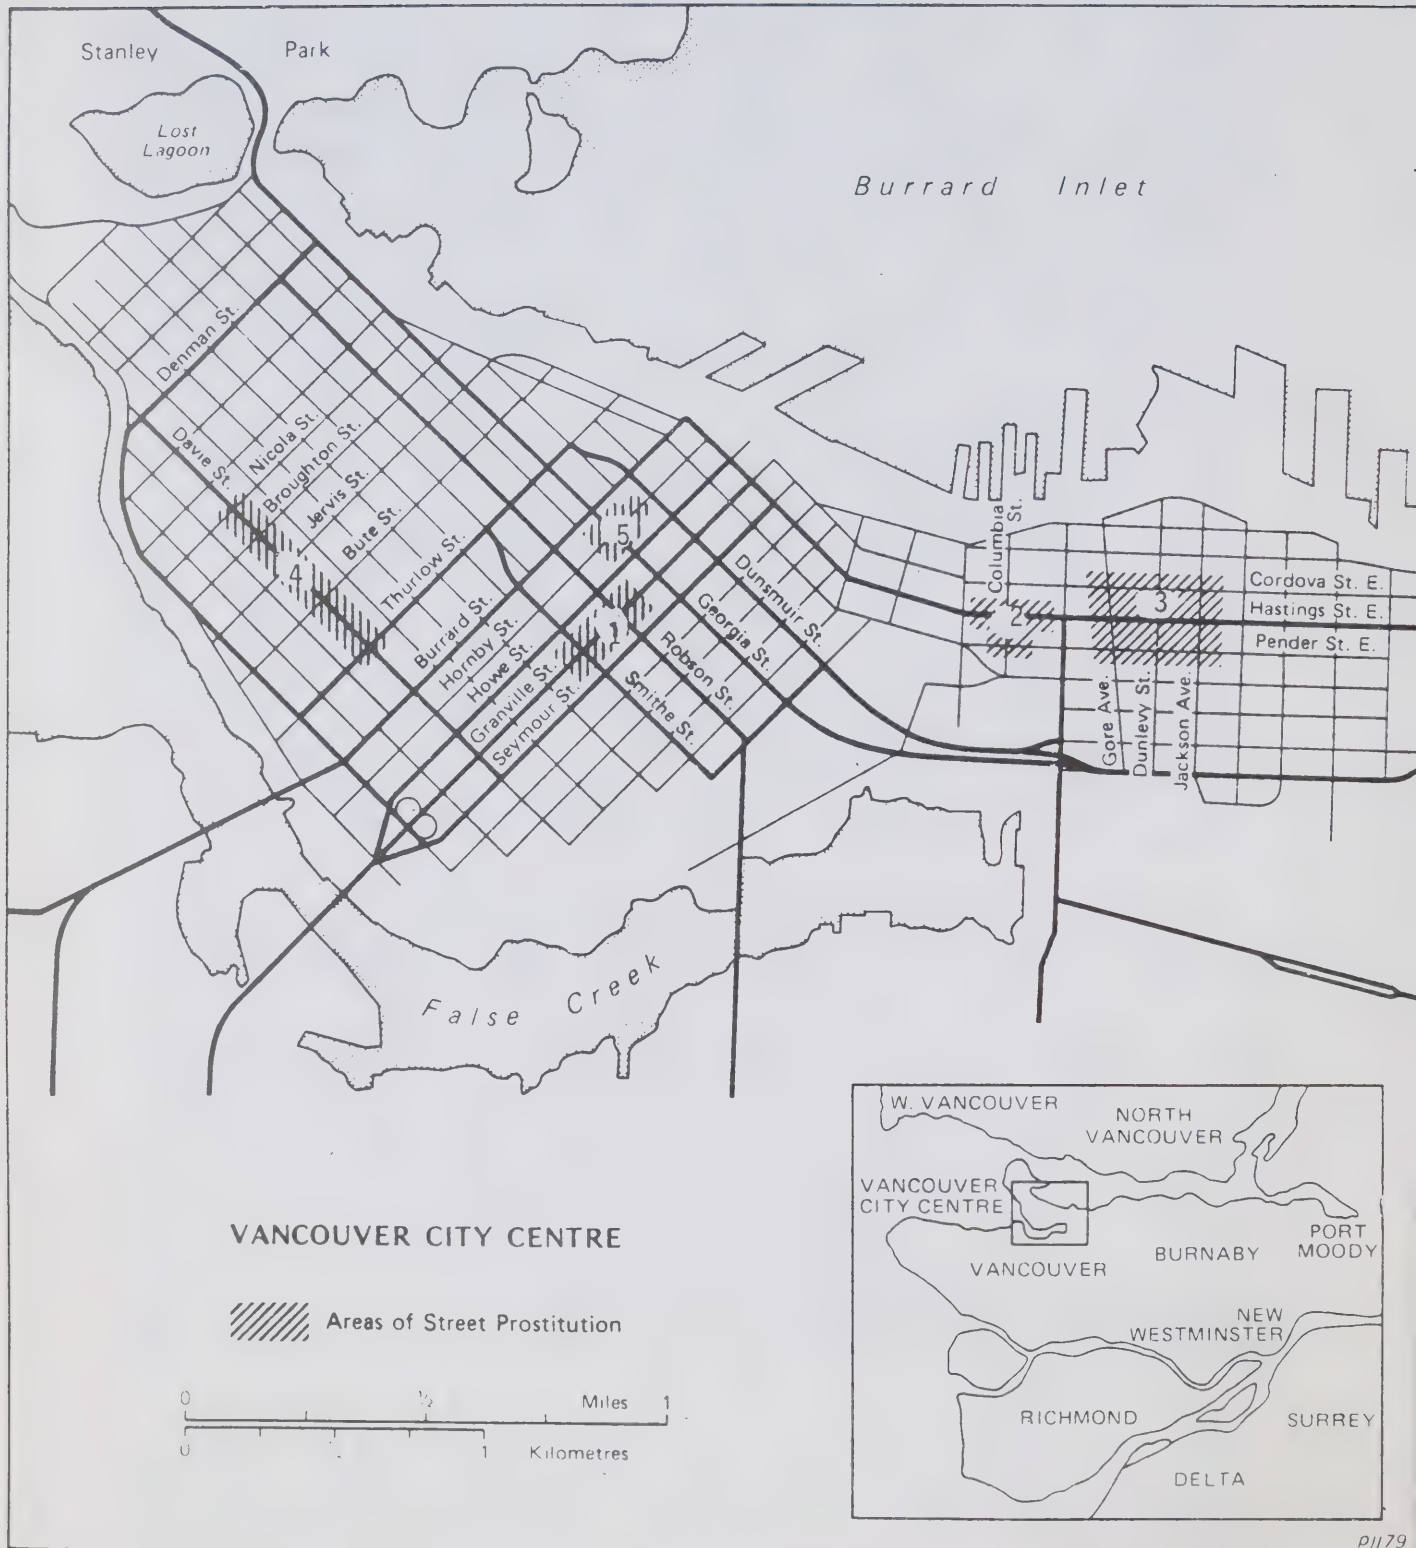 Stanley Park
Lost
Lagoon
Burrard Inlet
Denman St.
Davie St.
Nicola St.
Broughton St.
Jervis St.
Bute St.
Thurlow St.
Burrard St.
Hornby St.
Howe St.
Granville St.
Seymour St.
Smithe St.
Robson St.
Georgia St.
Dunsmuir St.
4
5
1
2
3
Columbia
St.
Cordova St. E.
Hastings St. E.
Pender St. E.
Gore Ave.
Dunlevy St.
Jackson Ave.
False Creek
VANCOUVER CITY CENTRE
Areas of Street Prostitution
0 ½ Miles 1
0 1 Kilometres
W. VANCOUVER
NORTH
VANCOUVER
VANCOUVER
CITY CENTRE
PORT
MOODY
BURNABY
VANCOUVER
NEW
WESTMINSTER
RICHMOND
SURREY
DELTA
P1179